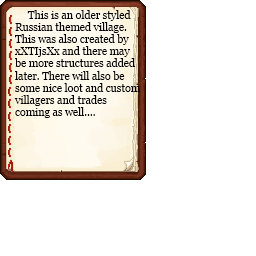 This is an older styled
Russian themed village.
This was also created by
xXTIjsXx and there may
be more structures added
later. There will also be
some nice loot and custom
villagers and trades
coming as well....